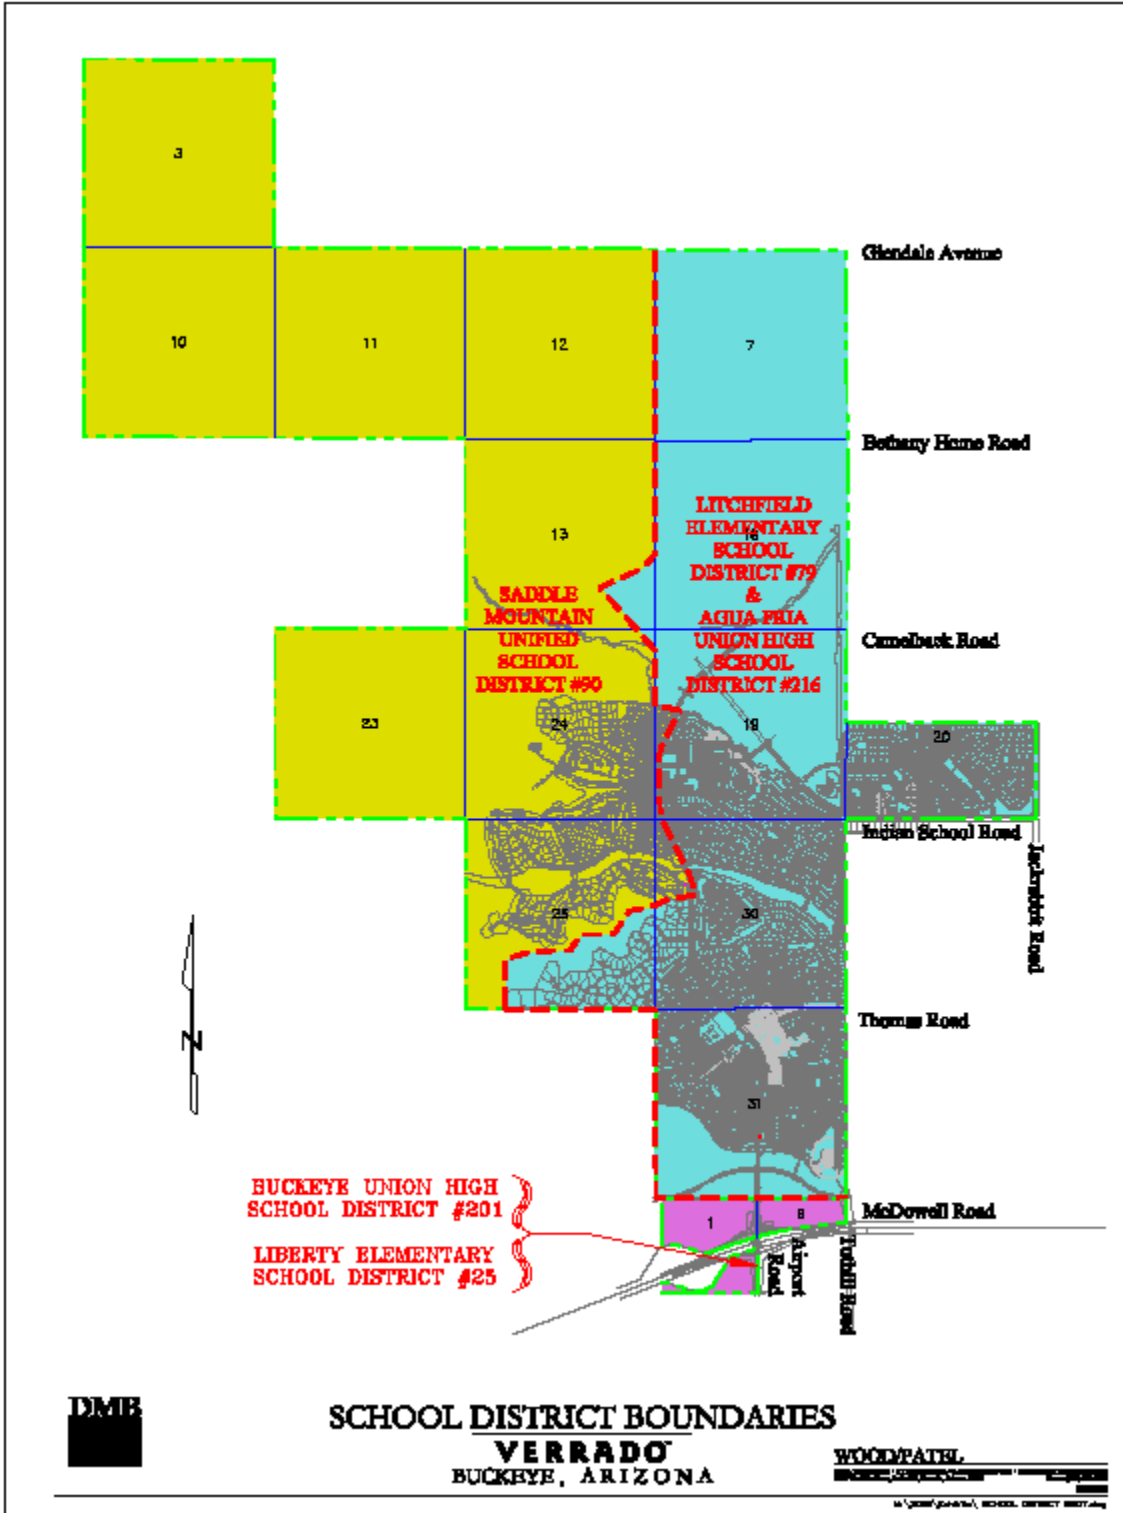 3
Glendale Avenue
10
11
12
7
Bethany Home Road
LITCHFIELD
ELEMENTARY
SCHOOL
DISTRICT #79
&
AGUA FRIA
UNION HIGH
SCHOOL
DISTRICT #216
13
18
SADDLE
MOUNTAIN
UNIFIED
SCHOOL
DISTRICT #90
Camelback Road
23
24
19
20
Indian School Road
Jackrabbit Road
25
30
N
Thomas Road
31
BUCKEYE UNION HIGH
SCHOOL DISTRICT #201
LIBERTY ELEMENTARY
SCHOOL DISTRICT #25
1
6
McDowell Road
Airport
Road
Tuthill Road
DMB
SCHOOL DISTRICT BOUNDARIES
VERRADO
BUCKEYE, ARIZONA
WOOD/PATEL